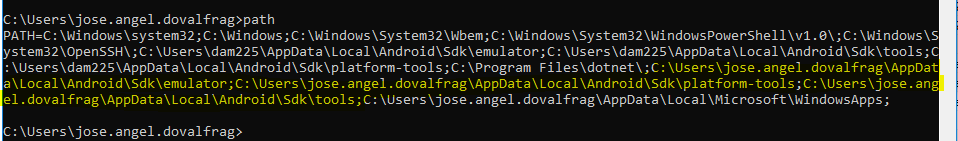 C:\Users\jose.angel.dovalfrag>path
PATH=C:\Windows\system32;C:\Windows;C:\Windows\System32\Wbem;C:\Windows\System32\WindowsPowerShell\v1.0\;C:\Windows\S
ystem32\OpenSSH\;C:\Users\dam225\AppData\Local\Android\Sdk\emulator;C:\Users\dam225\AppData\Local\Android\Sdk\tools;C
:\Users\dam225\AppData\Local\Android\Sdk\platform-tools;C:\Program Files\dotnet\;C:\Users\jose.angel.dovalfrag\AppDat
a\Local\Android\Sdk\emulator;C:\Users\jose.angel.dovalfrag\AppData\Local\Android\Sdk\platform-tools;C:\Users\jose.ang
el.dovalfrag\AppData\Local\Android\Sdk\tools;C:\Users\jose.angel.dovalfrag\AppData\Local\Microsoft\WindowsApps;
C:\Users\jose.angel.dovalfrag>